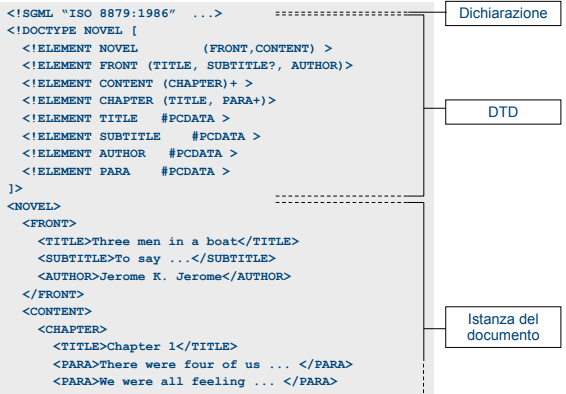 <!SGML “ISO 8879:1986” ...>
Dichiarazione
<!DOCTYPE NOVEL [
<!ELEMENT NOVEL (FRONT,CONTENT) >
<!ELEMENT FRONT (TITLE, SUBTITLE?, AUTHOR)>
<!ELEMENT CONTENT (CHAPTER)+ >
<!ELEMENT CHAPTER (TITLE, PARA+)>
<!ELEMENT TITLE #PCDATA >
<!ELEMENT SUBTITLE #PCDATA >
<!ELEMENT AUTHOR #PCDATA >
<!ELEMENT PARA #PCDATA >
]>
DTD
<NOVEL>
<FRONT>
<TITLE>Three men in a boat</TITLE>
<SUBTITLE>To say ...</SUBTITLE>
<AUTHOR>Jerome K. Jerome</AUTHOR>
</FRONT>
<CONTENT>
<CHAPTER>
<TITLE>Chapter 1</TITLE>
<PARA>There were four of us ... </PARA>
<PARA>We were all feeling ... </PARA>
Istanza del
documento